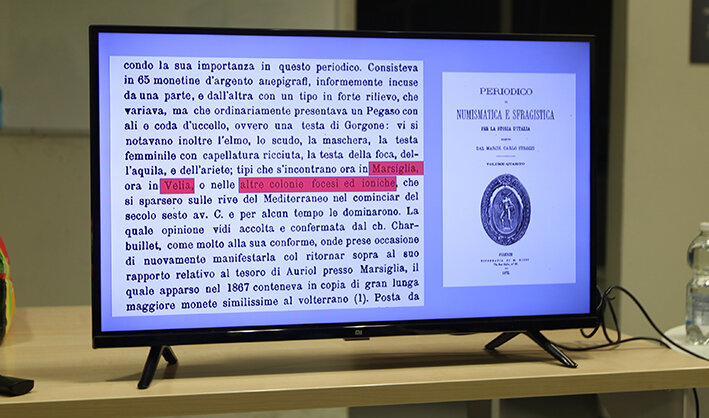 condo la sua importanza in questo periodico. Consisteva
in 65 monetine d'argento anepigrafi, informemente incuse
da una parte, e dall'altra con un tipo in forte rilievo, che
variava, ma che ordinariamente presentava un Pegaso con
ali e coda d'uccello, ovvero una testa di Gorgone: vi si
notavano inoltre l'elmo, lo scudo, la maschera, la testa
femminile con capellatura ricciuta, la testa della foca, del-
l'aquila, e dell'ariete; tipi che s'incontrano ora in Marsiglia,
ora in Velia, o nelle altre colonie focesi ed ioniche, che
si sparsero sulle rive del Mediterraneo nel cominciar del
secolo sesto av. C. e per alcun tempo lo dominarono. La
quale opinione vidi accolta e confermata dal ch. Char-
buillet, come molto alla sua conforme, onde prese occasione
di nuovamente manifestarla col ritornar sopra al suo
rapporto relativo al tesoro di Auriol presso Marsiglia, il
quale apparso nel 1867 conteneva in copia di gran lunga
maggiore monete similissime al volterrano (1). Posta da
PERIODICO
DI
NUMISMATICA E SFRAGISTICA
PER LA STORIA D'ITALIA
DAL MARCH. CARLO STROZZI
VOLUME QUARTO
FIRENZE
mi